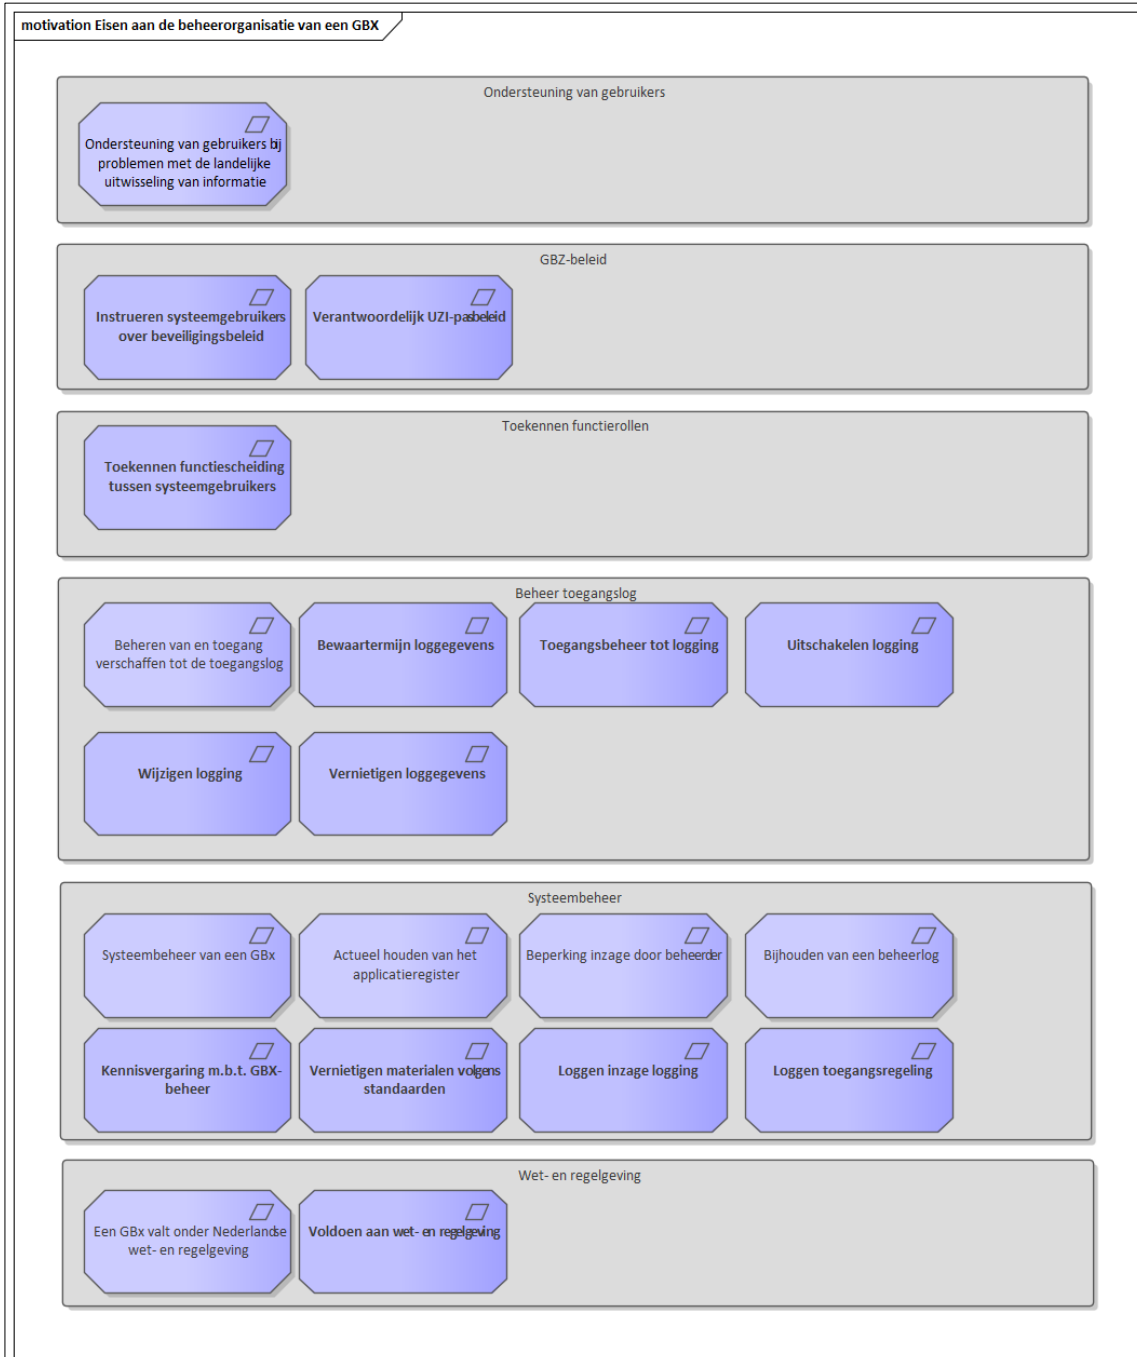 motivation Eisen aan de beheerorganisatie van een GBX
Ondersteuning van gebruikers
Ondersteuning van gebruikers bij
problemen met de landelijke
uitwisseling van informatie
GBZ-beleid
Instrueren systeemgebruikers
over beveiligingsbeleid
Verantwoordelijk UZI-pasbeleid
Toekennen functierollen
Toekennen functiescheiding
tussen systeemgebruikers
Beheer toegangslog
Beheren van en toegang
verschaffen tot de toegangslog
Bewaartermijn loggegevens
Toegangsbeheer tot logging
Uitschakelen logging
Wijzigen logging
Vernietigen loggegevens
Systeembeheer
Systeembeheer van een GBx
Actueel houden van het
applicatieregister
Beperking inzage door beheerder
Bijhouden van een beheerlog
Kennisvergaring m.b.t. GBX-
beheer
Vernietigen materialen volgens
standaarden
Loggen inzage logging
Loggen toegangsregeling
Wet- en regelgeving
Een GBx valt onder Nederlandse
wet- en regelgeving
Voldoen aan wet- en regelgeving